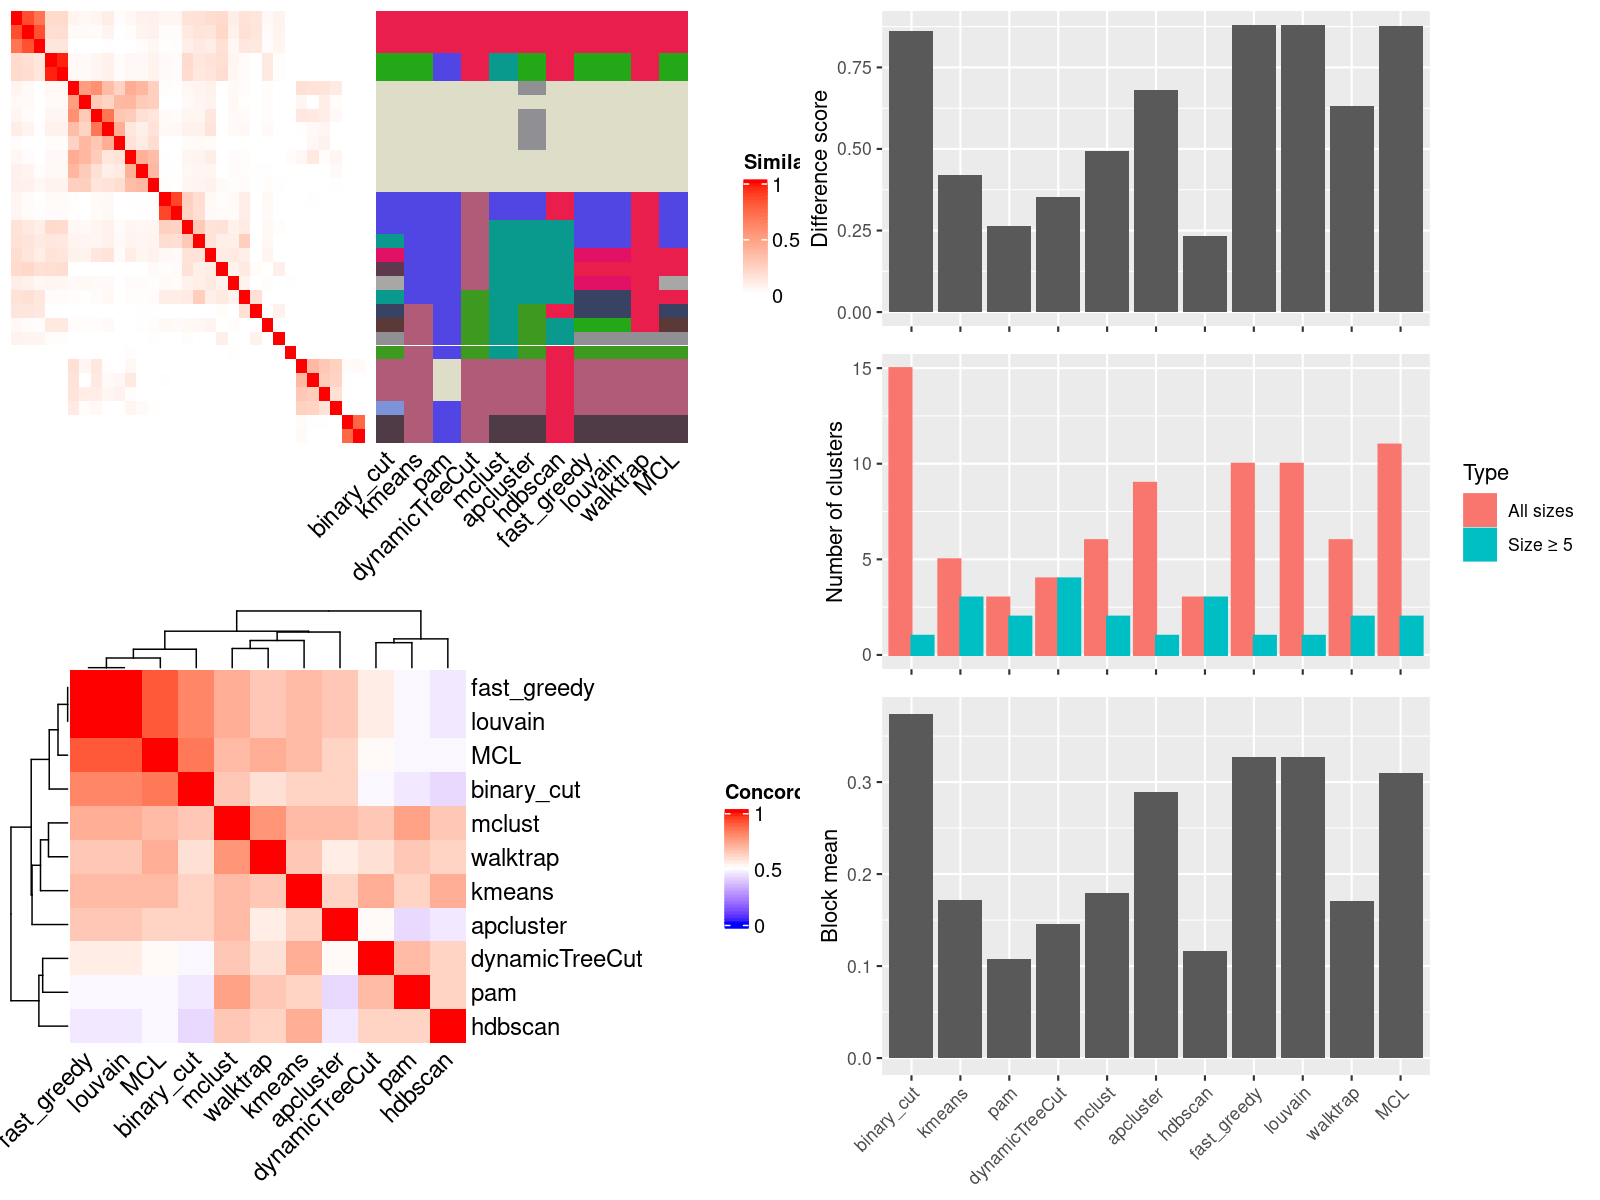 Simila
1
0.5
0
binary_cut
kmeans
pam
dynamicTreeCut
mclust
apcluster
hdbscan
fast_greedy
louvain
walktrap
MCL
fast_greedy
louvain
MCL
binary_cut
mclust
walktrap
kmeans
apcluster
dynamicTreeCut
pam
hdbscan
Concord
1
0.5
0
fast_greedy
louvain
MCL
binary_cut
mclust
walktrap
kmeans
apcluster
dynamicTreeCut
pam
hdbscan
Difference score
0.75
0.50
0.25
0.00
Number of clusters
15
10
5
0
Type
All sizes
Size ≥ 5
Block mean
0.3
0.2
0.1
0.0
binary_cut
kmeans
pam
dynamicTreeCut
mclust
apcluster
hdbscan
fast_greedy
louvain
walktrap
MCL